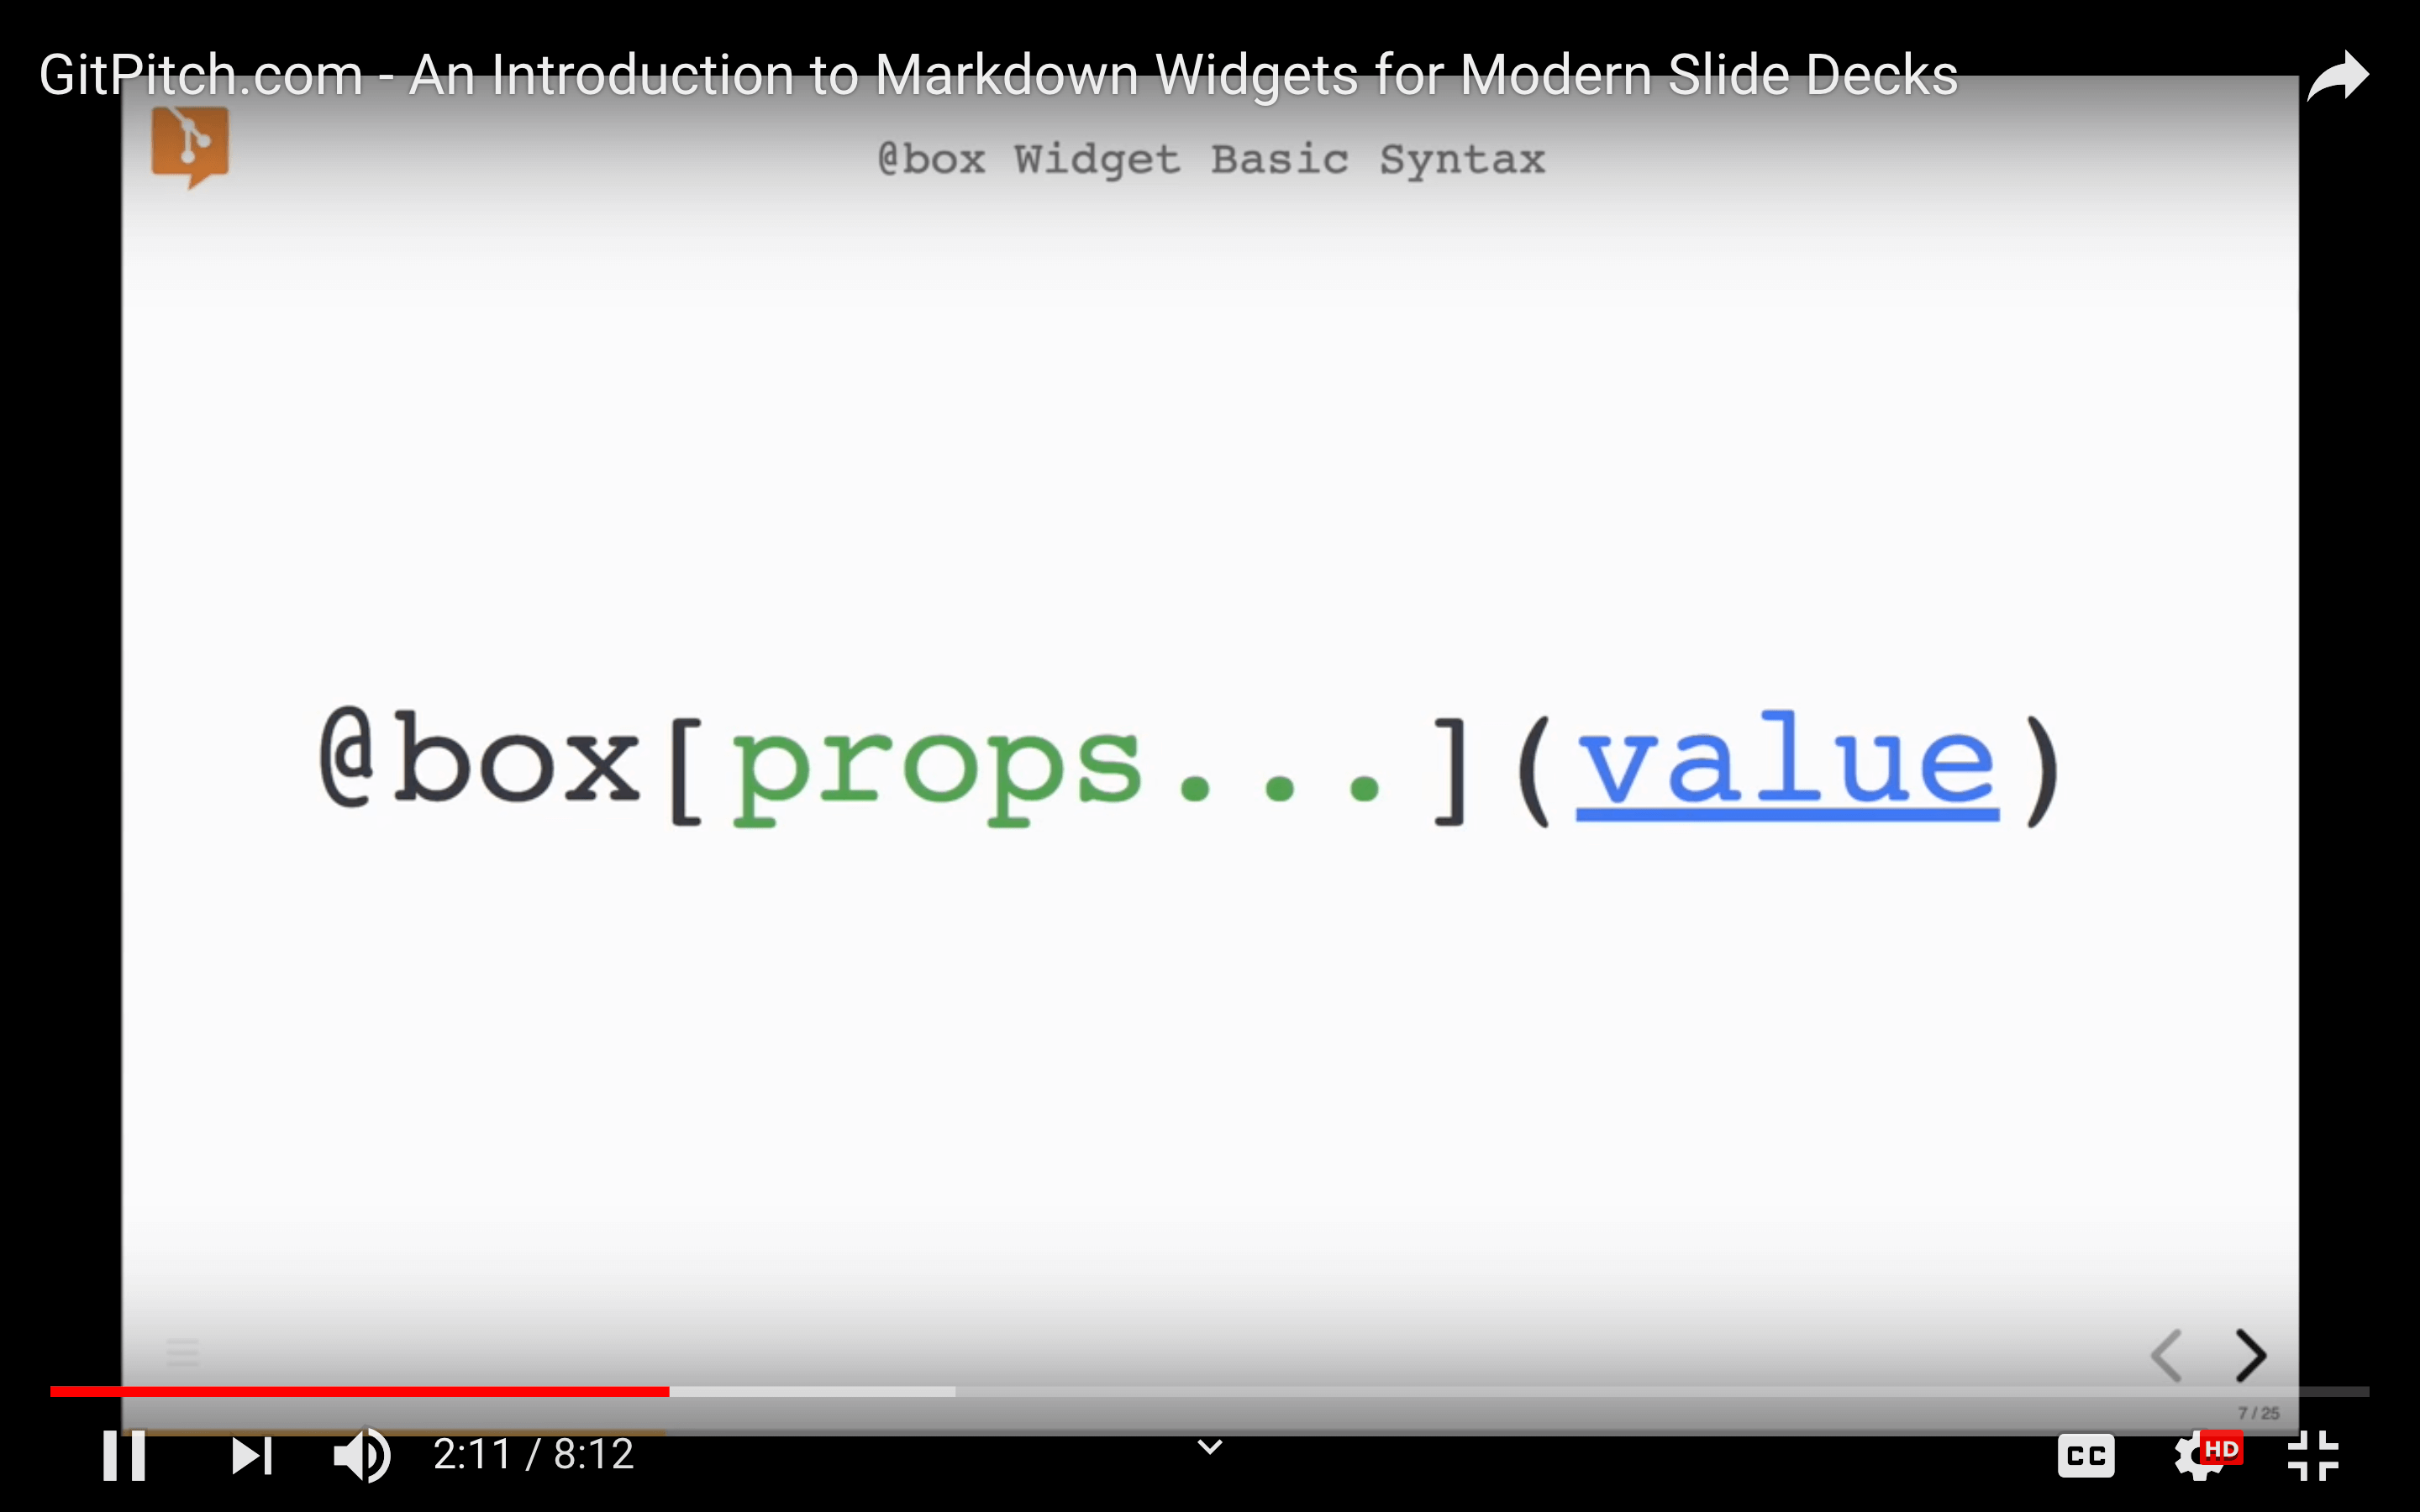 GitPitch.com - An Introduction to Markdown Widgets for Modern Slide Decks
@box Widget Basic Syntax
@box[props...](value)
7 / 25
2:11 / 8:12
CC
HD